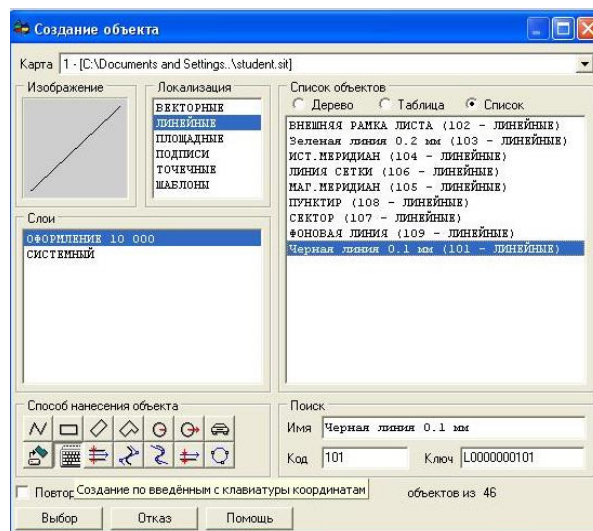 Создание объекта
Карта 1 - [C:\Documents and Settings..\student.sit]
Изображение
Локализация
ВЕКТОРНЫЕ
ЛИНЕЙНЫЕ
ПЛОЩАДНЫЕ
ПОДПИСИ
ТОЧЕЧНЫЕ
ШАБЛОНЫ
Список объектов
Дерево Таблица Список
ВНЕШНЯЯ РАМКА ЛИСТА (102 - ЛИНЕЙНЫЕ)
Зеленая линия 0.2 мм (103 - ЛИНЕЙНЫЕ)
ИСТ.МЕРИДИАН (104 - ЛИНЕЙНЫЕ)
ЛИНИЯ СЕТКИ (106 - ЛИНЕЙНЫЕ)
МАГ.МЕРИДИАН (105 - ЛИНЕЙНЫЕ)
ПУНКТИР (108 - ЛИНЕЙНЫЕ)
СЕКТОР (107 - ЛИНЕЙНЫЕ)
ФОНОВАЯ ЛИНИЯ (109 - ЛИНЕЙНЫЕ)
Черная линия 0.1 мм (101 - ЛИНЕЙНЫЕ)
Слои
ОФОРМЛЕНИЕ 10 000
СИСТЕМНЫЙ
Способ нанесения объекта
Поиск
Имя Черная линия 0.1 мм
Код 101 Ключ L0000000101
Повтор
Создание по введённым с клавиатуры координатам
объектов из 46
Выбор Отказ Помощь